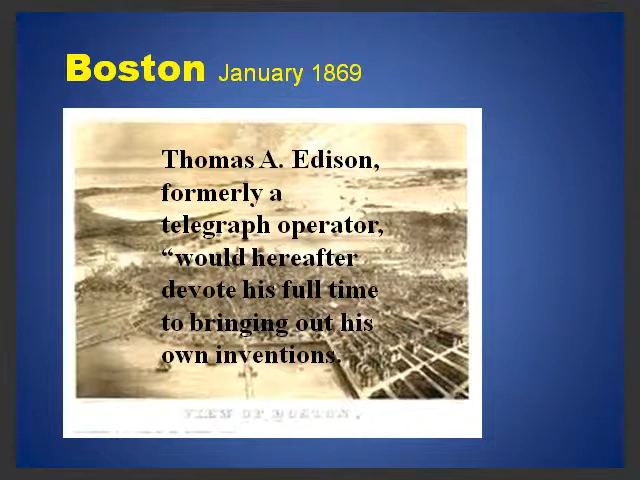 Boston January 1869
Thomas A. Edison,
formerly a
telegraph operator,
“would hereafter
devote his full time
to bringing out his
own inventions.
VIEW OF BOSTON.